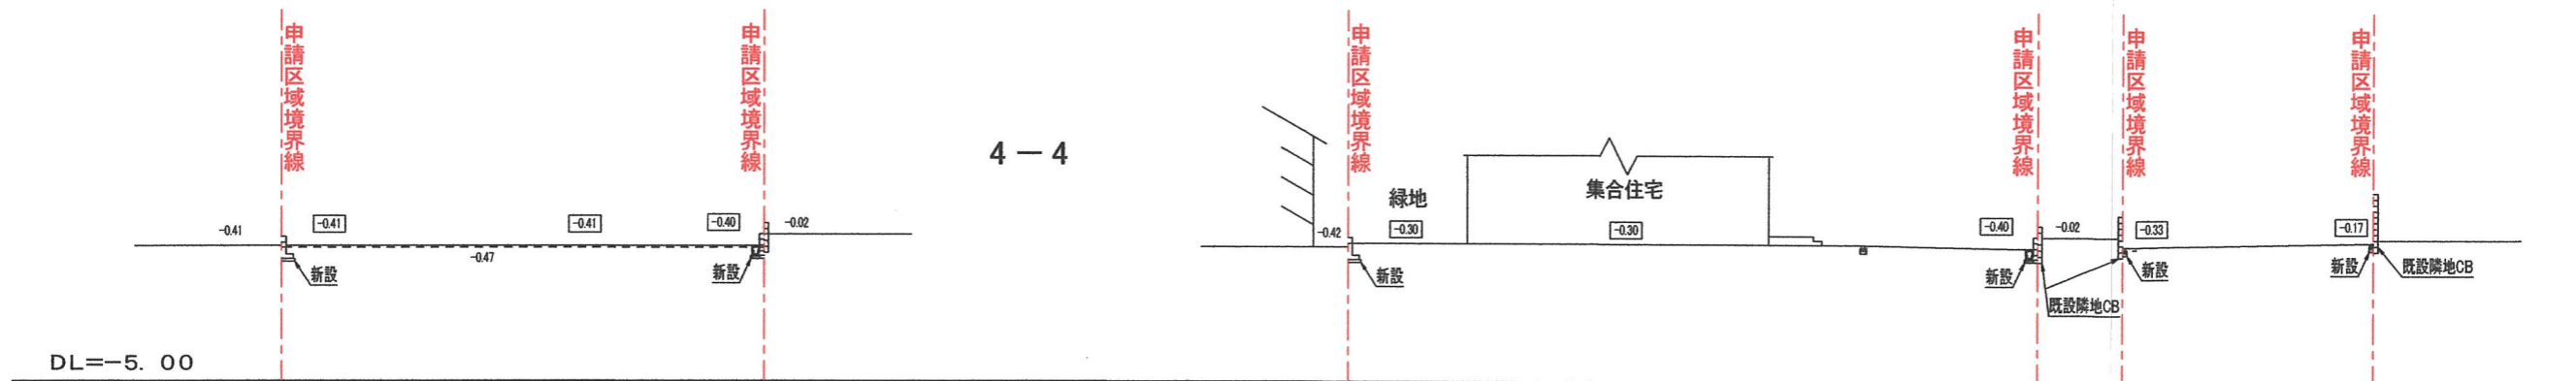 申請区域境界線
申請区域境界線
申請区域境界線
申請区域境界線
申請区域境界線
申請区域境界線
4-4
緑地
集合住宅
-0.41
-0.41
-0.41
-0.40
-0.02
-0.47
新設
新設
-0.42
-0.30
-0.30
-0.40
-0.02
-0.33
-0.17
新設
新設
新設
新設
既設隣地CB
既設隣地CB
DL=-5.00